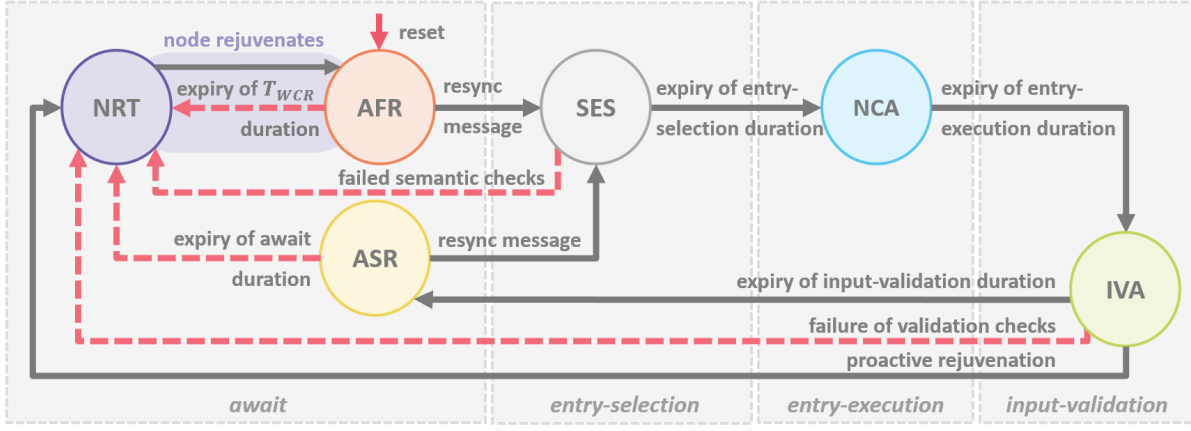 node rejuvenates
reset
NRT
expiry of T_WCR
duration
AFR
resync
message
SES
expiry of entry-
selection duration
NCA
expiry of entry-
execution duration
failed semantic checks
expiry of await
duration
ASR
resync message
expiry of input-validation duration
IVA
failure of validation checks
proactive rejuvenation
await
entry-selection
entry-execution
input-validation